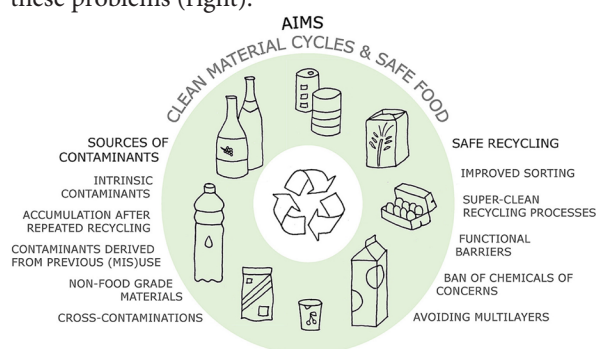 these problems (right).
AIMS
CLEAN MATERIAL CYCLES & SAFE FOOD
SOURCES OF
CONTAMINANTS
INTRINSIC
CONTAMINANTS
ACCUMULATION AFTER
REPEATED RECYCLING
CONTAMINANTS DERIVED
FROM PREVIOUS (MIS)USE
NON-FOOD GRADE
MATERIALS
CROSS-CONTAMINATIONS
SAFE RECYCLING
IMPROVED SORTING
SUPER-CLEAN
RECYCLING PROCESSES
FUNCTIONAL
BARRIERS
BAN OF CHEMICALS OF
CONCERNS
AVOIDING MULTILAYERS